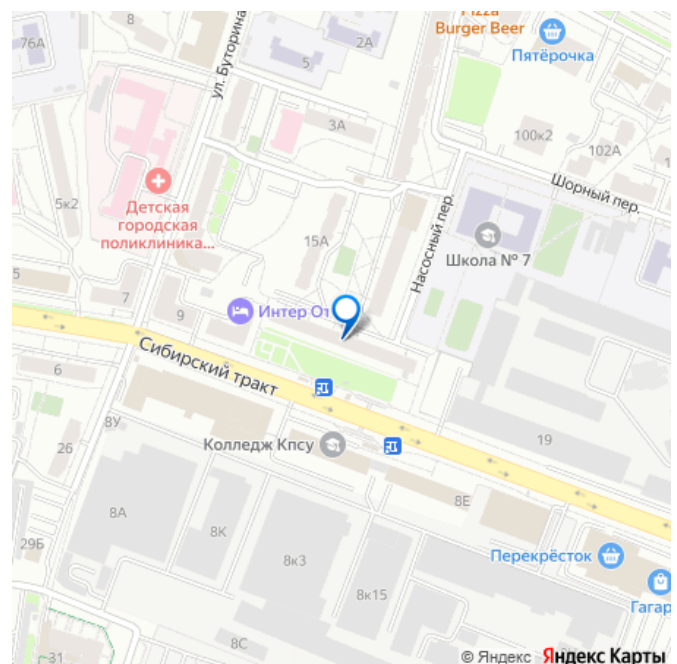 Pizza
Burger Beer
76А
8
2А
Пятёрочка
ул. Буторина
5
3А
100к2
102А
Шорный пер.
5к2
Детская
городская
поликлиника...
15А
Насосный пер.
Школа № 7
5
7
9
Интер От
Сибирский тракт
6
8У
Колледж Кпсу
19
26
8Е
8А
8К
29Б
8к3
Перекрёсток
8к15
Гагар
8С
31
© Яндекс Яндекс Карты